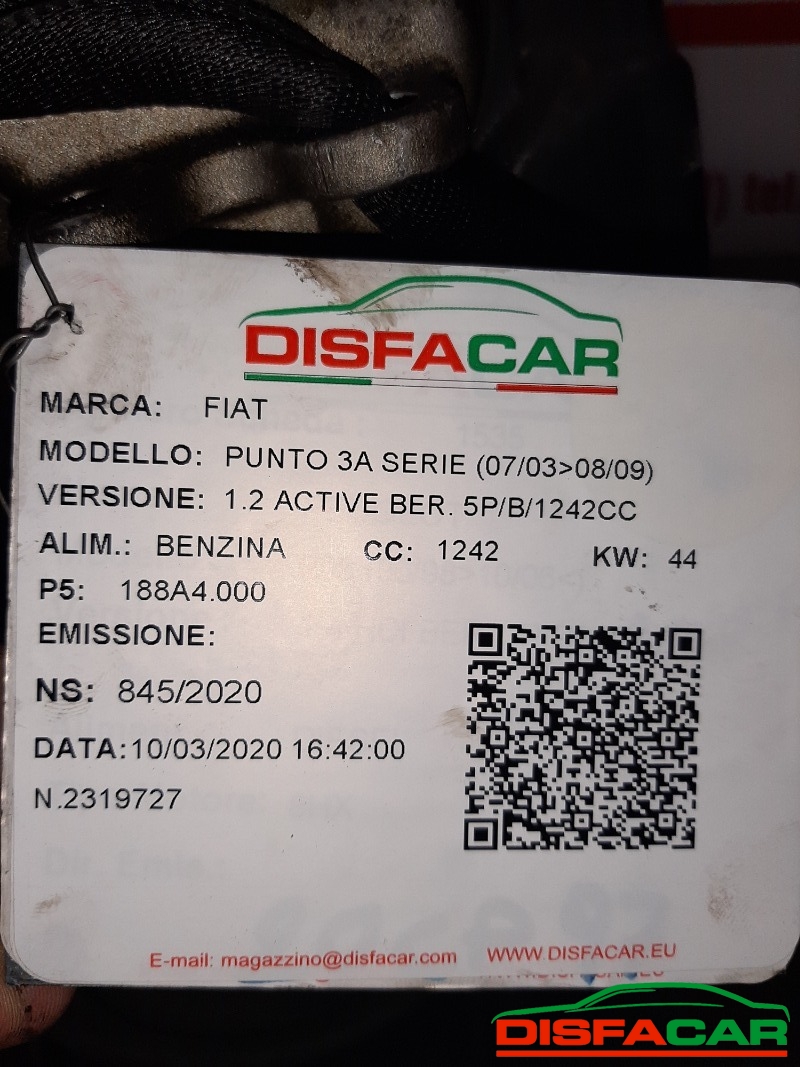 tel.
DISFACAR
MARCA: FIAT
MODELLO: PUNTO 3A SERIE (07/03>08/09)
VERSIONE: 1.2 ACTIVE BER. 5P/B/1242CC
ALIM.: BENZINA CC: 1242 KW: 44
P5: 188A4.000
EMISSIONE:
NS: 845/2020
DATA:10/03/2020 16:42:00
N.2319727
E-mail: magazzino@disfacar.com WWW.DISFACAR.EU
DISFACAR